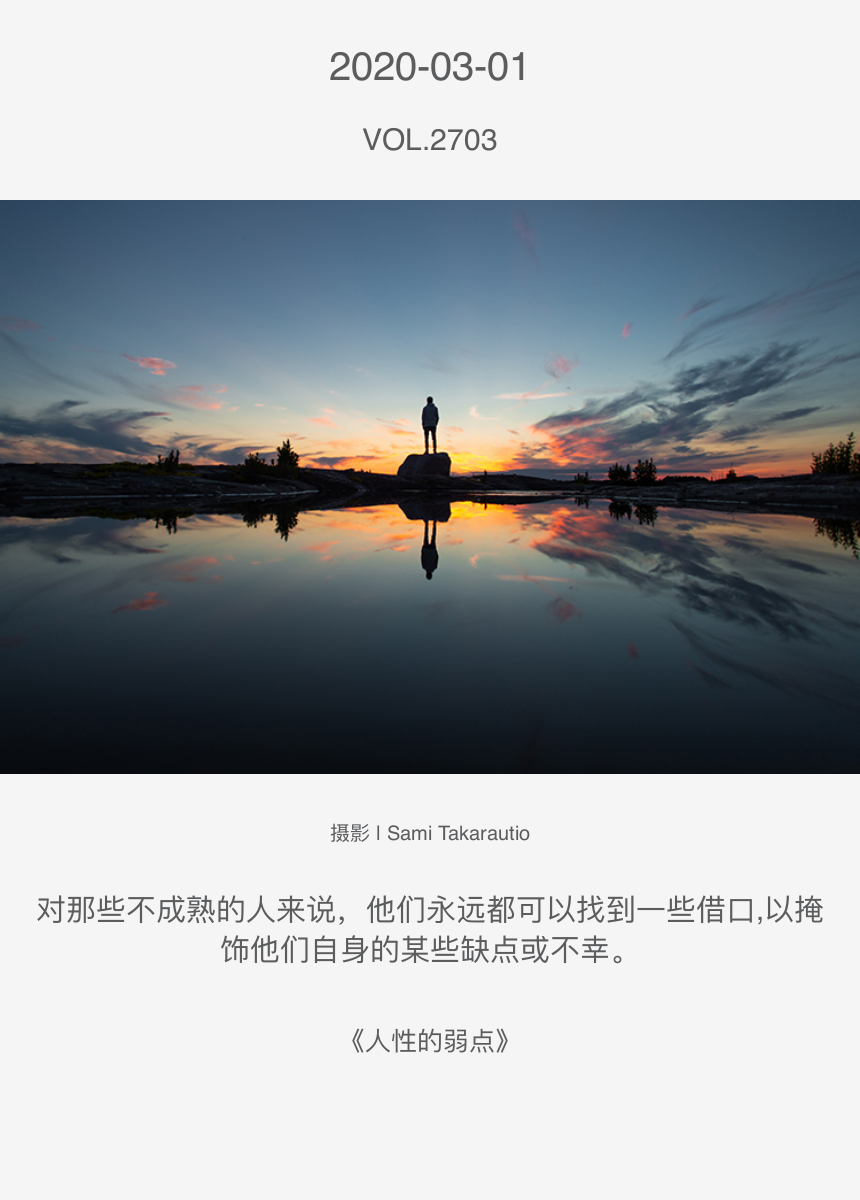 2020-03-01
VOL.2703
摄影 l Sami Takarautio
对那些不成熟的人来说，他们永远都可以找到一些借口,以掩
饰他们自身的某些缺点或不幸。
《人性的弱点》